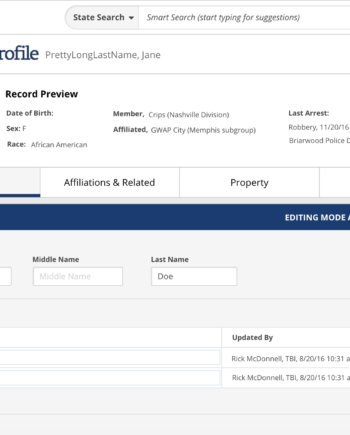 State Search Smart Search (start typing for suggestions)
rofile PrettyLongLastName, Jane
Record Preview
Date of Birth: Member, Crips (Nashville Division) Last Arrest:
Sex: F Affiliated, GWAP City (Memphis subgroup) Robbery, 11/20/16
Race: African American Briarwood Police D
Affiliations & Related Property
EDITING MODE A
Middle Name Last Name
Middle Name Doe
Updated By
Rick McDonnell, TBI, 8/20/16 10:31 a
Rick McDonnell, TBI, 8/20/16 10:31 a